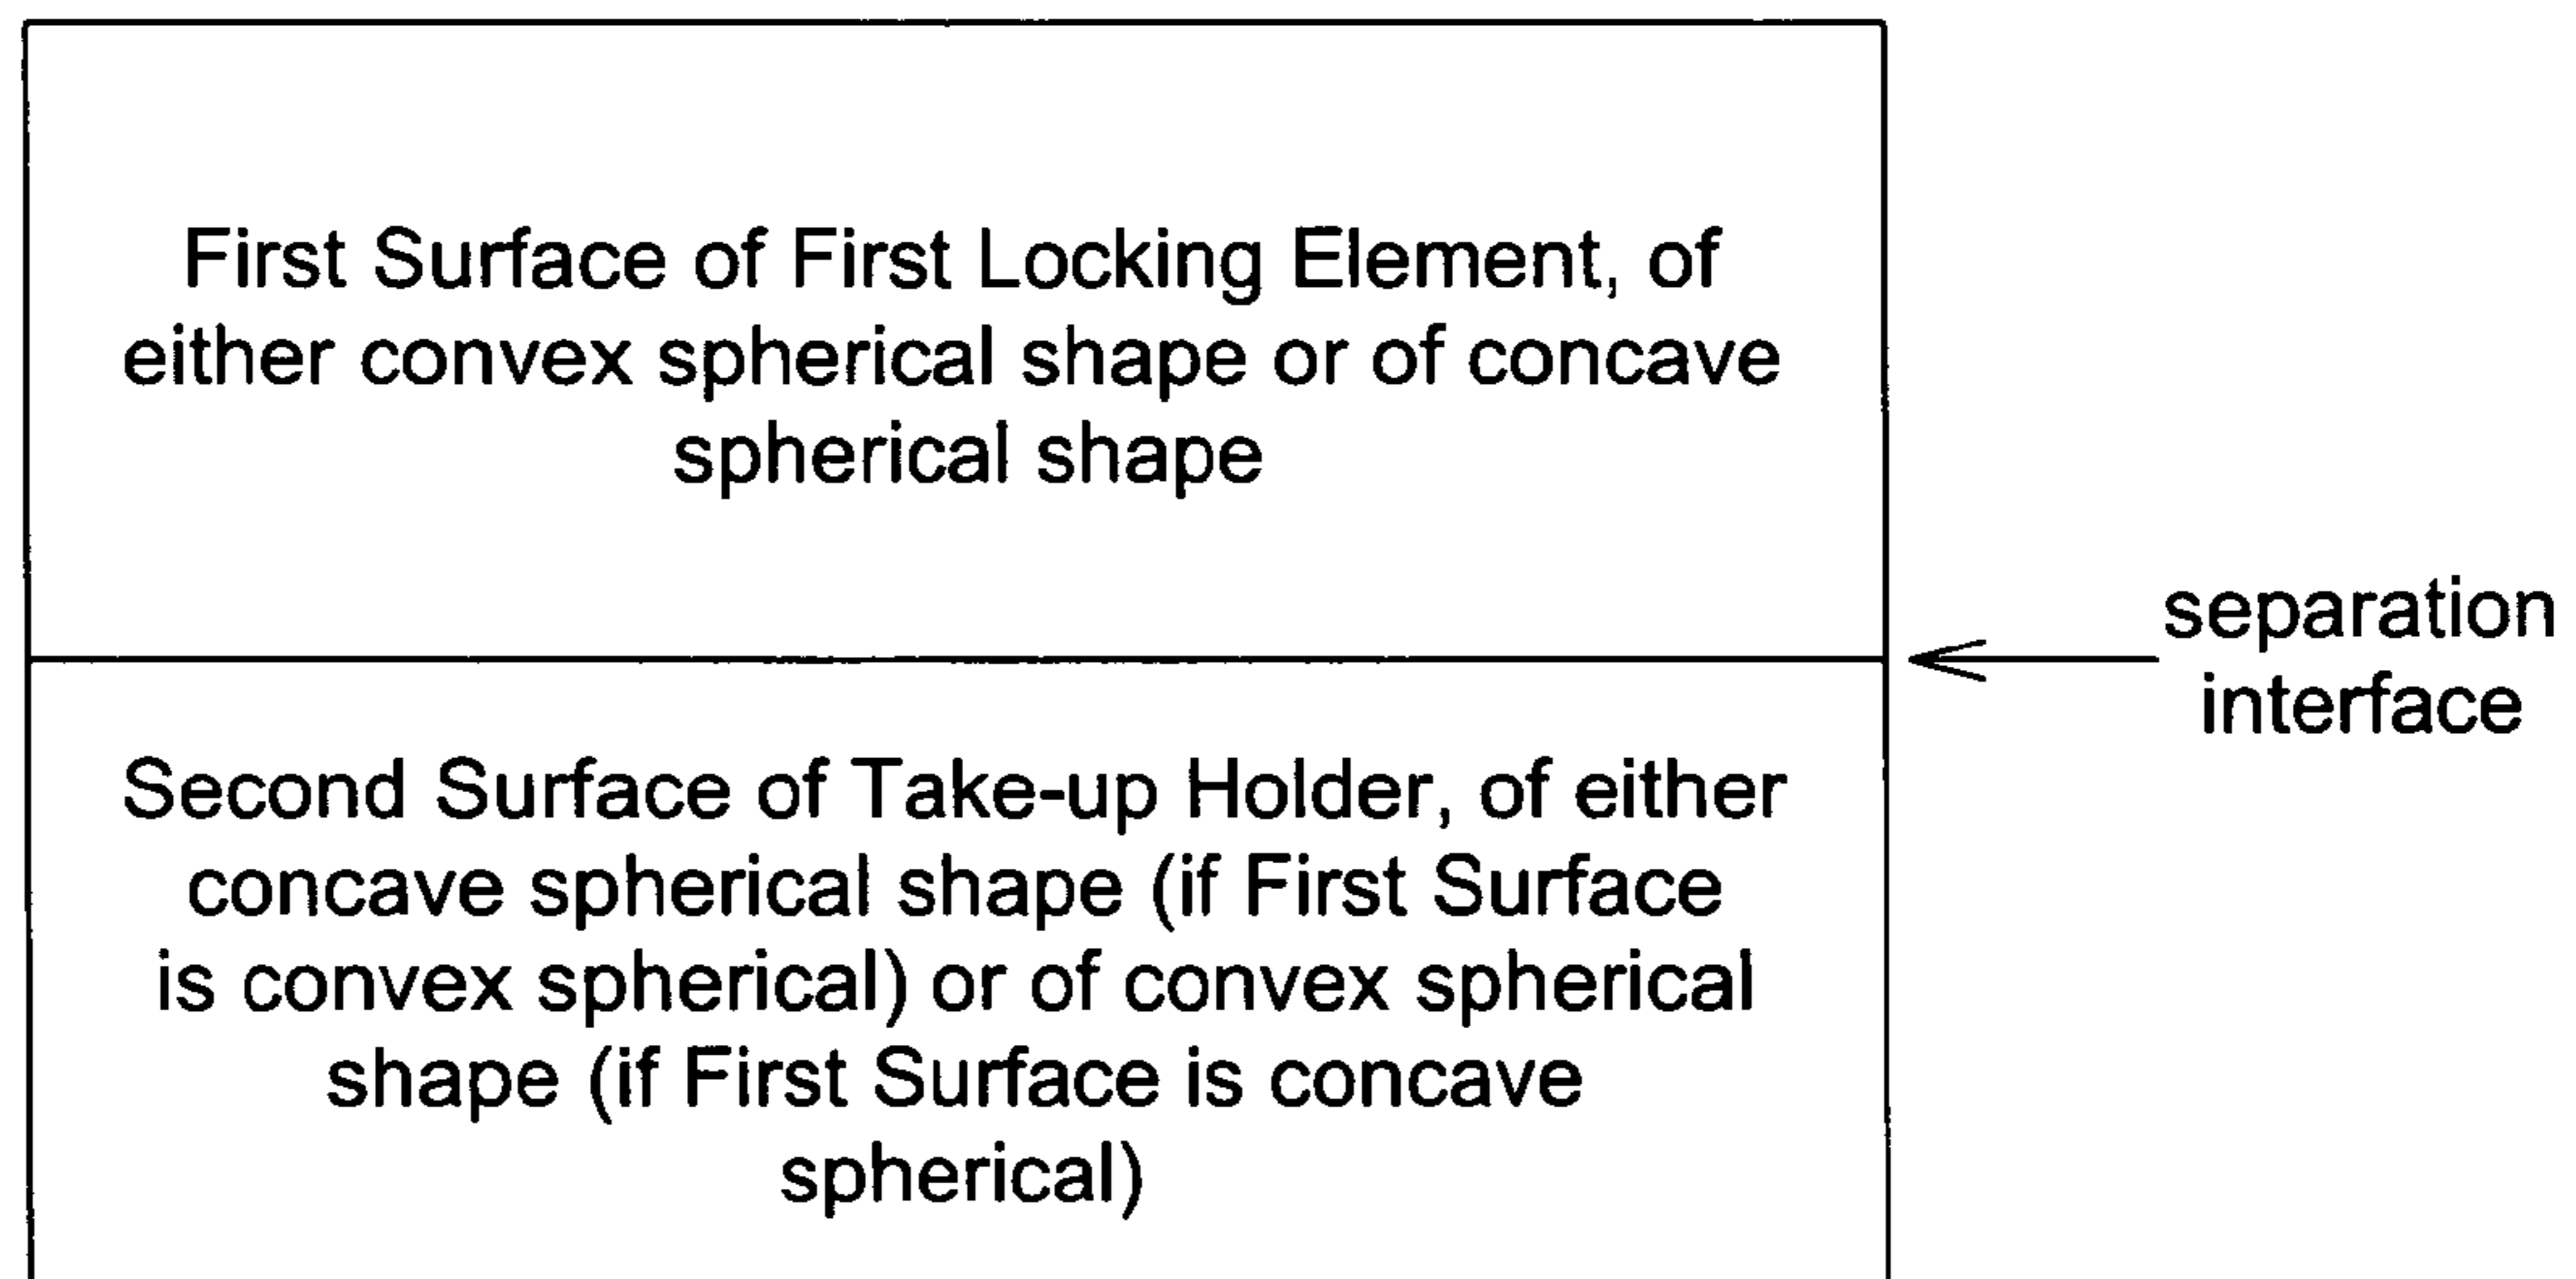 First Surface of First Locking Element, of
either convex spherical shape or of concave
spherical shape
separation
interface
Second Surface of Take-up Holder, of either
concave spherical shape (if First Surface
is convex spherical) or of convex spherical
shape (if First Surface is concave
spherical)